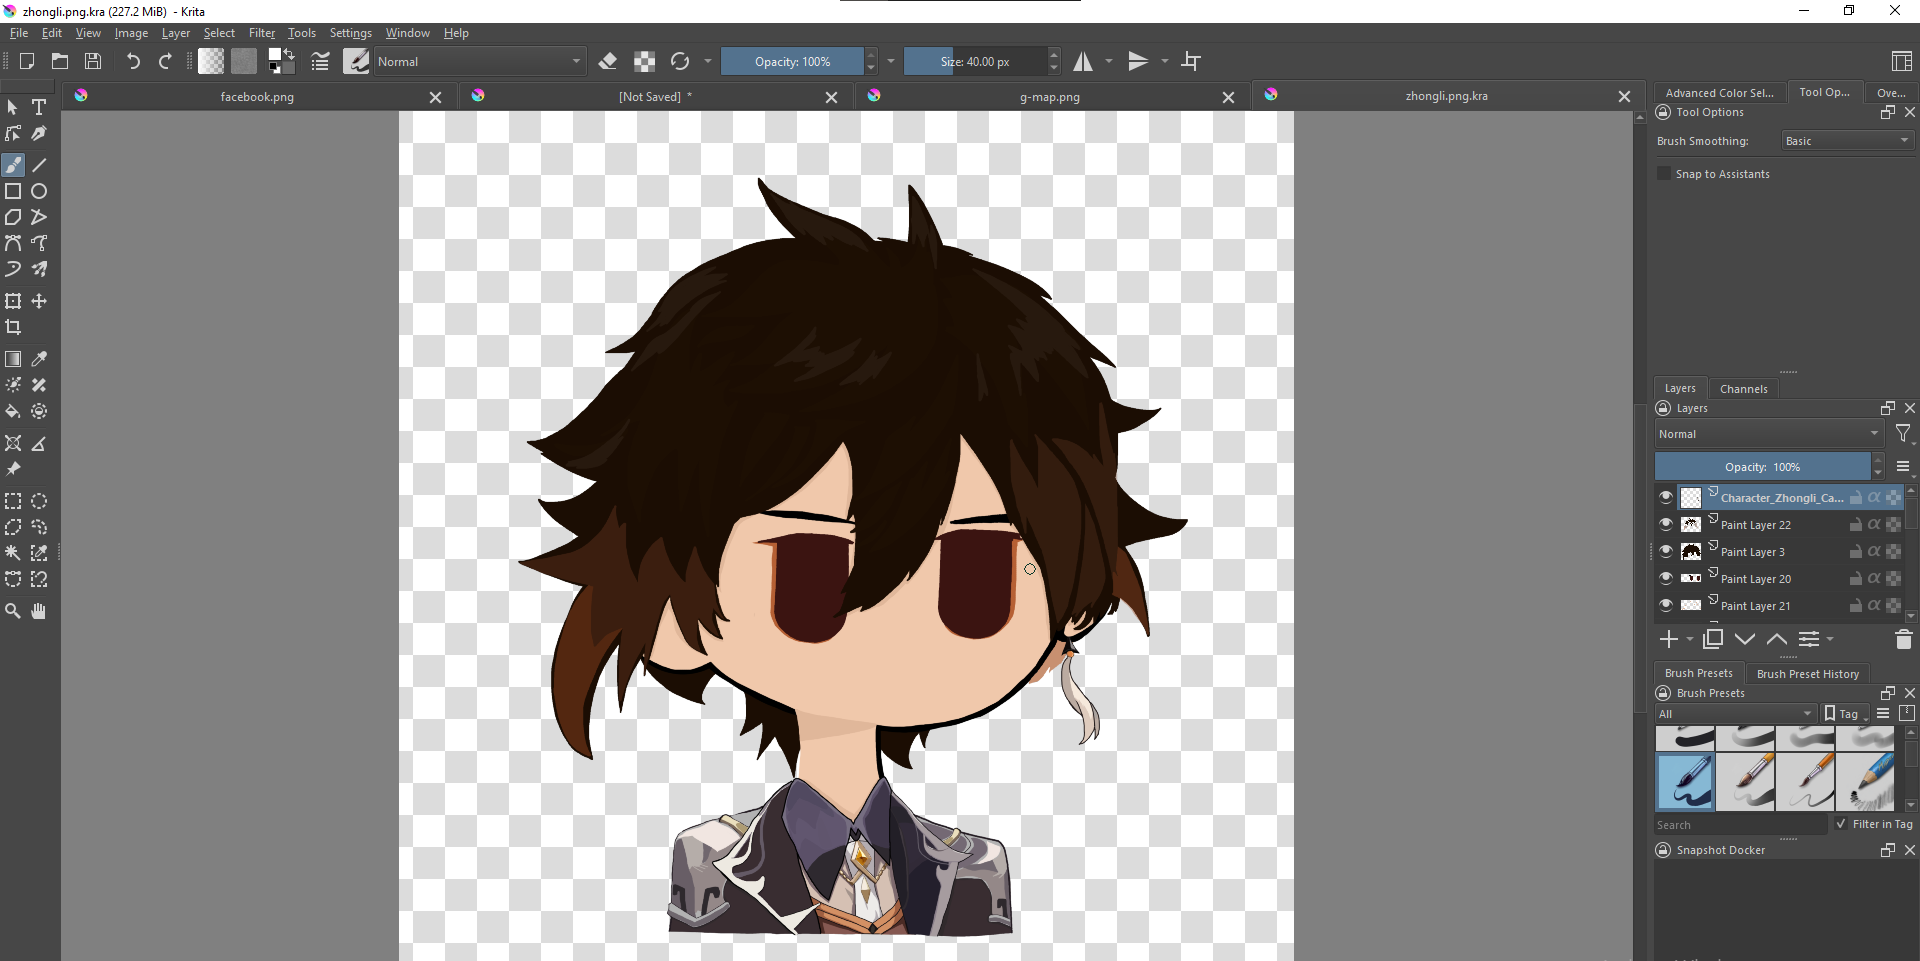 zhongli.png.kra (227.2 MiB) - Krita
File Edit View Image Layer Select Filter Tools Settings Window Help
Normal
Opacity: 100%
Size: 40.00 px
facebook.png
[Not Saved] *
g-map.png
zhongli.png.kra
Advanced Color Sel...
Tool Op...
Ove...
Tool Options
Brush Smoothing:
Basic
Snap to Assistants
Layers
Channels
Layers
Normal
Opacity: 100%
Character_Zhongli_Ca...
Paint Layer 22
Paint Layer 3
Paint Layer 20
Paint Layer 21
Brush Presets
Brush Preset History
Brush Presets
All
Tag
Search
Filter in Tag
Snapshot Docker